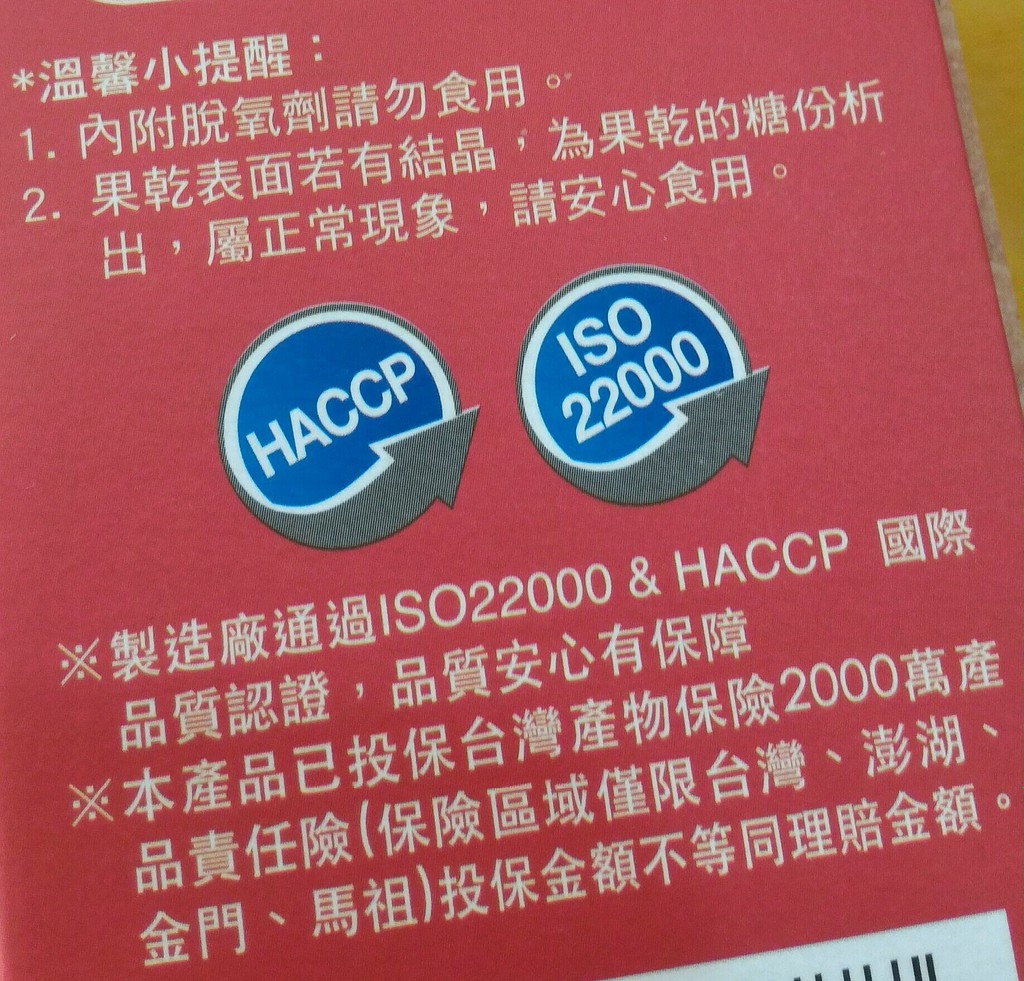 *溫馨小提醒：
1. 內附脫氧劑請勿食用。
2. 果乾表面若有結晶，為果乾的糖份析
出，屬正常現象，請安心食用。
HACCP
ISO
22000
※製造廠通過ISO22000 & HACCP 國際
品質認證，品質安心有保障
※本產品已投保台灣產物保險2000萬產
品責任險(保險區域僅限台灣、澎湖、
金門、馬祖)投保金額不等同理賠金額。